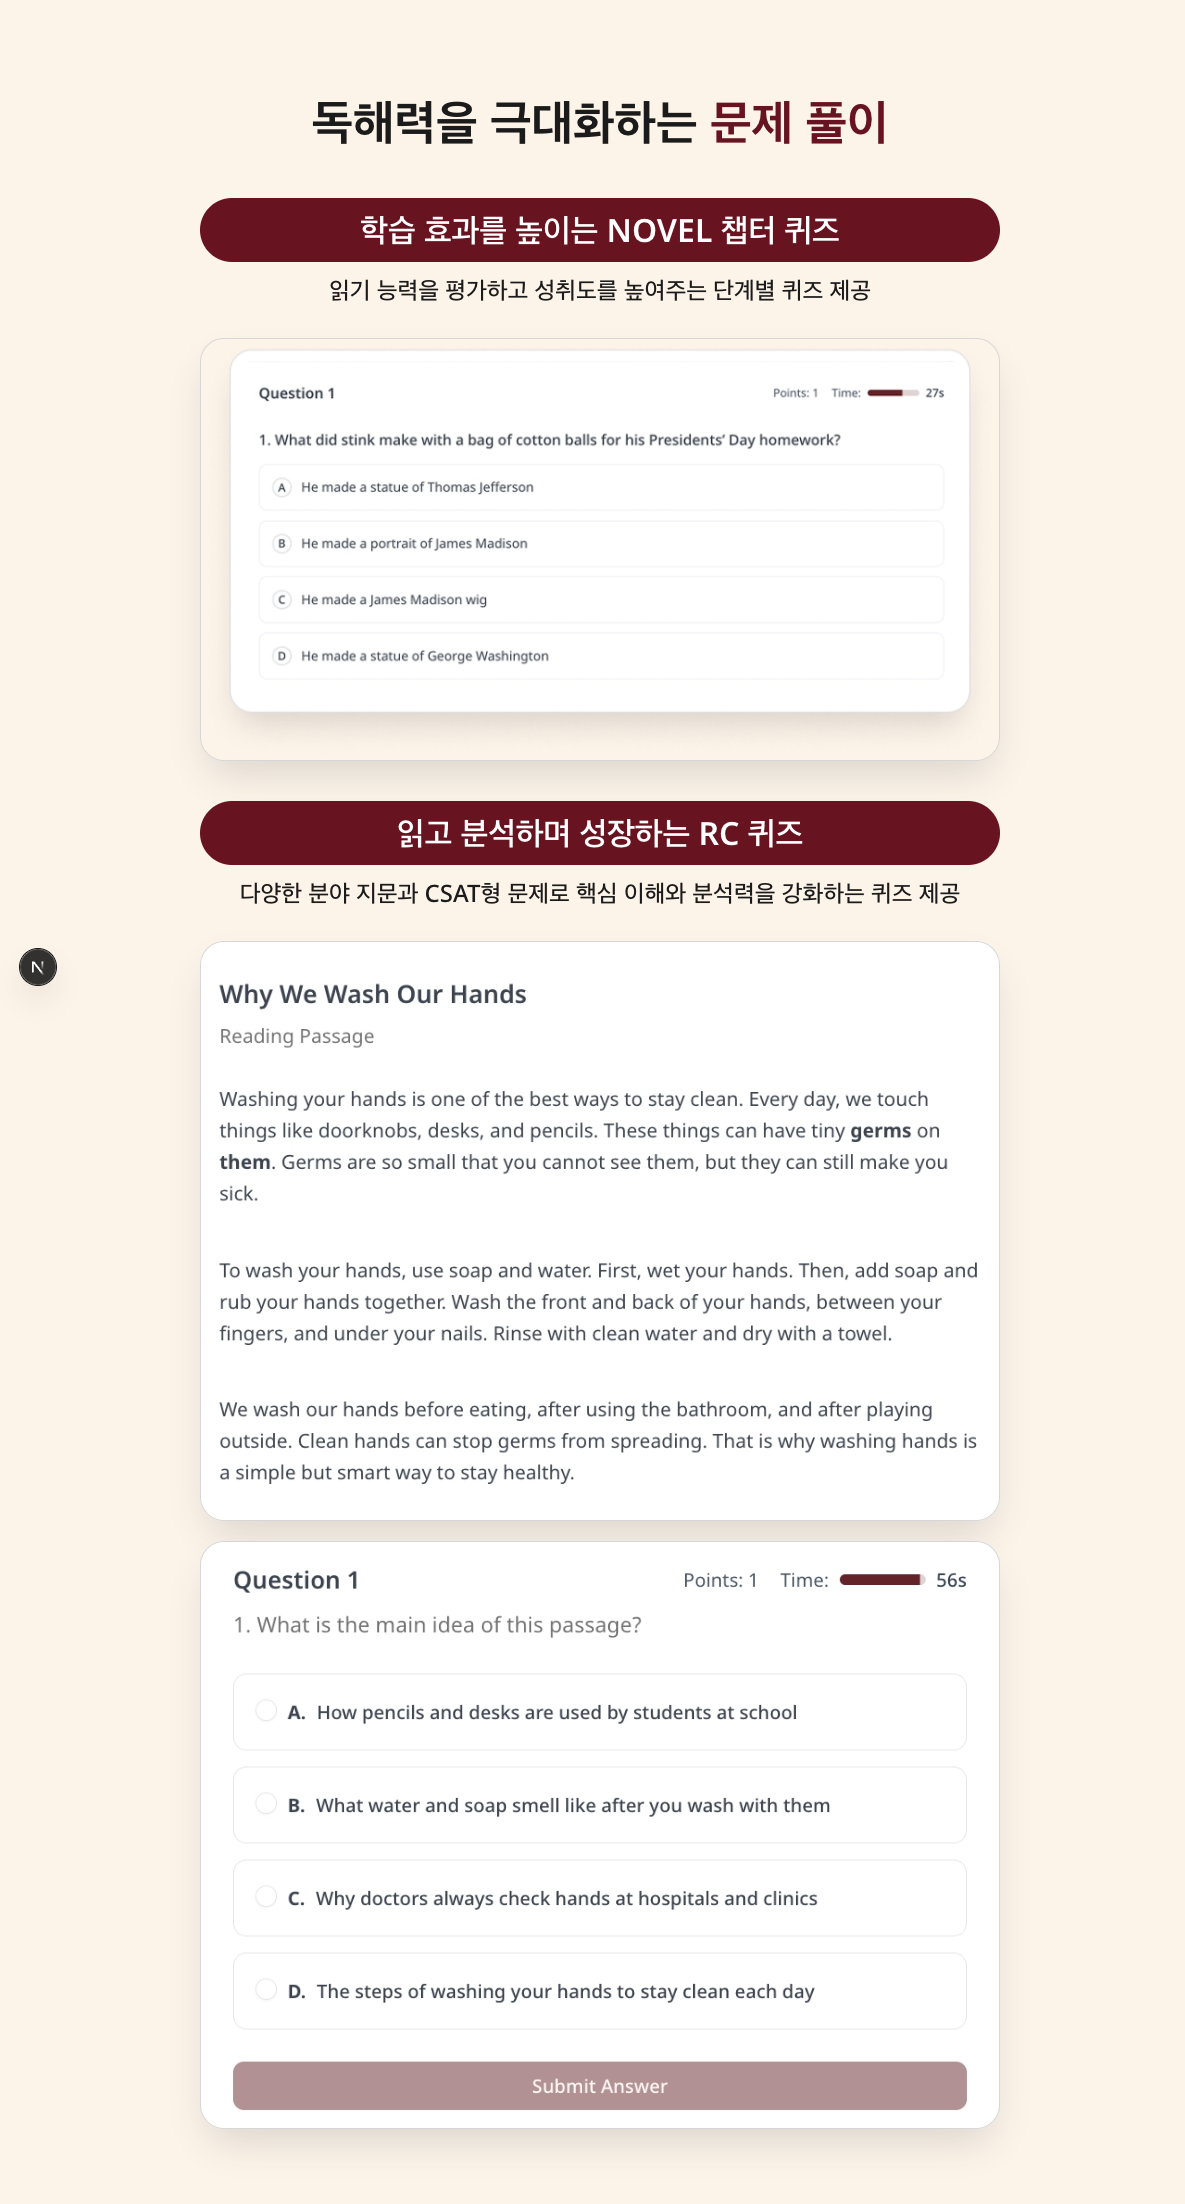 독해력을 극대화하는 문제 풀이
학습 효과를 높이는 NOVEL 챕터 퀴즈
읽기 능력을 평가하고 성취도를 높여주는 단계별 퀴즈 제공
Question 1
Points: 1 Time: 27s
1. What did stink make with a bag of cotton balls for his Presidents’ Day homework?
A He made a statue of Thomas Jefferson
B He made a portrait of James Madison
C He made a James Madison wig
D He made a statue of George Washington
읽고 분석하며 성장하는 RC 퀴즈
다양한 분야 지문과 CSAT형 문제로 핵심 이해와 분석력을 강화하는 퀴즈 제공
N
Why We Wash Our Hands
Reading Passage
Washing your hands is one of the best ways to stay clean. Every day, we touch
things like doorknobs, desks, and pencils. These things can have tiny germs on
them. Germs are so small that you cannot see them, but they can still make you
sick.
To wash your hands, use soap and water. First, wet your hands. Then, add soap and
rub your hands together. Wash the front and back of your hands, between your
fingers, and under your nails. Rinse with clean water and dry with a towel.
We wash our hands before eating, after using the bathroom, and after playing
outside. Clean hands can stop germs from spreading. That is why washing hands is
a simple but smart way to stay healthy.
Question 1
Points: 1 Time: 56s
1. What is the main idea of this passage?
A. How pencils and desks are used by students at school
B. What water and soap smell like after you wash with them
C. Why doctors always check hands at hospitals and clinics
D. The steps of washing your hands to stay clean each day
Submit Answer